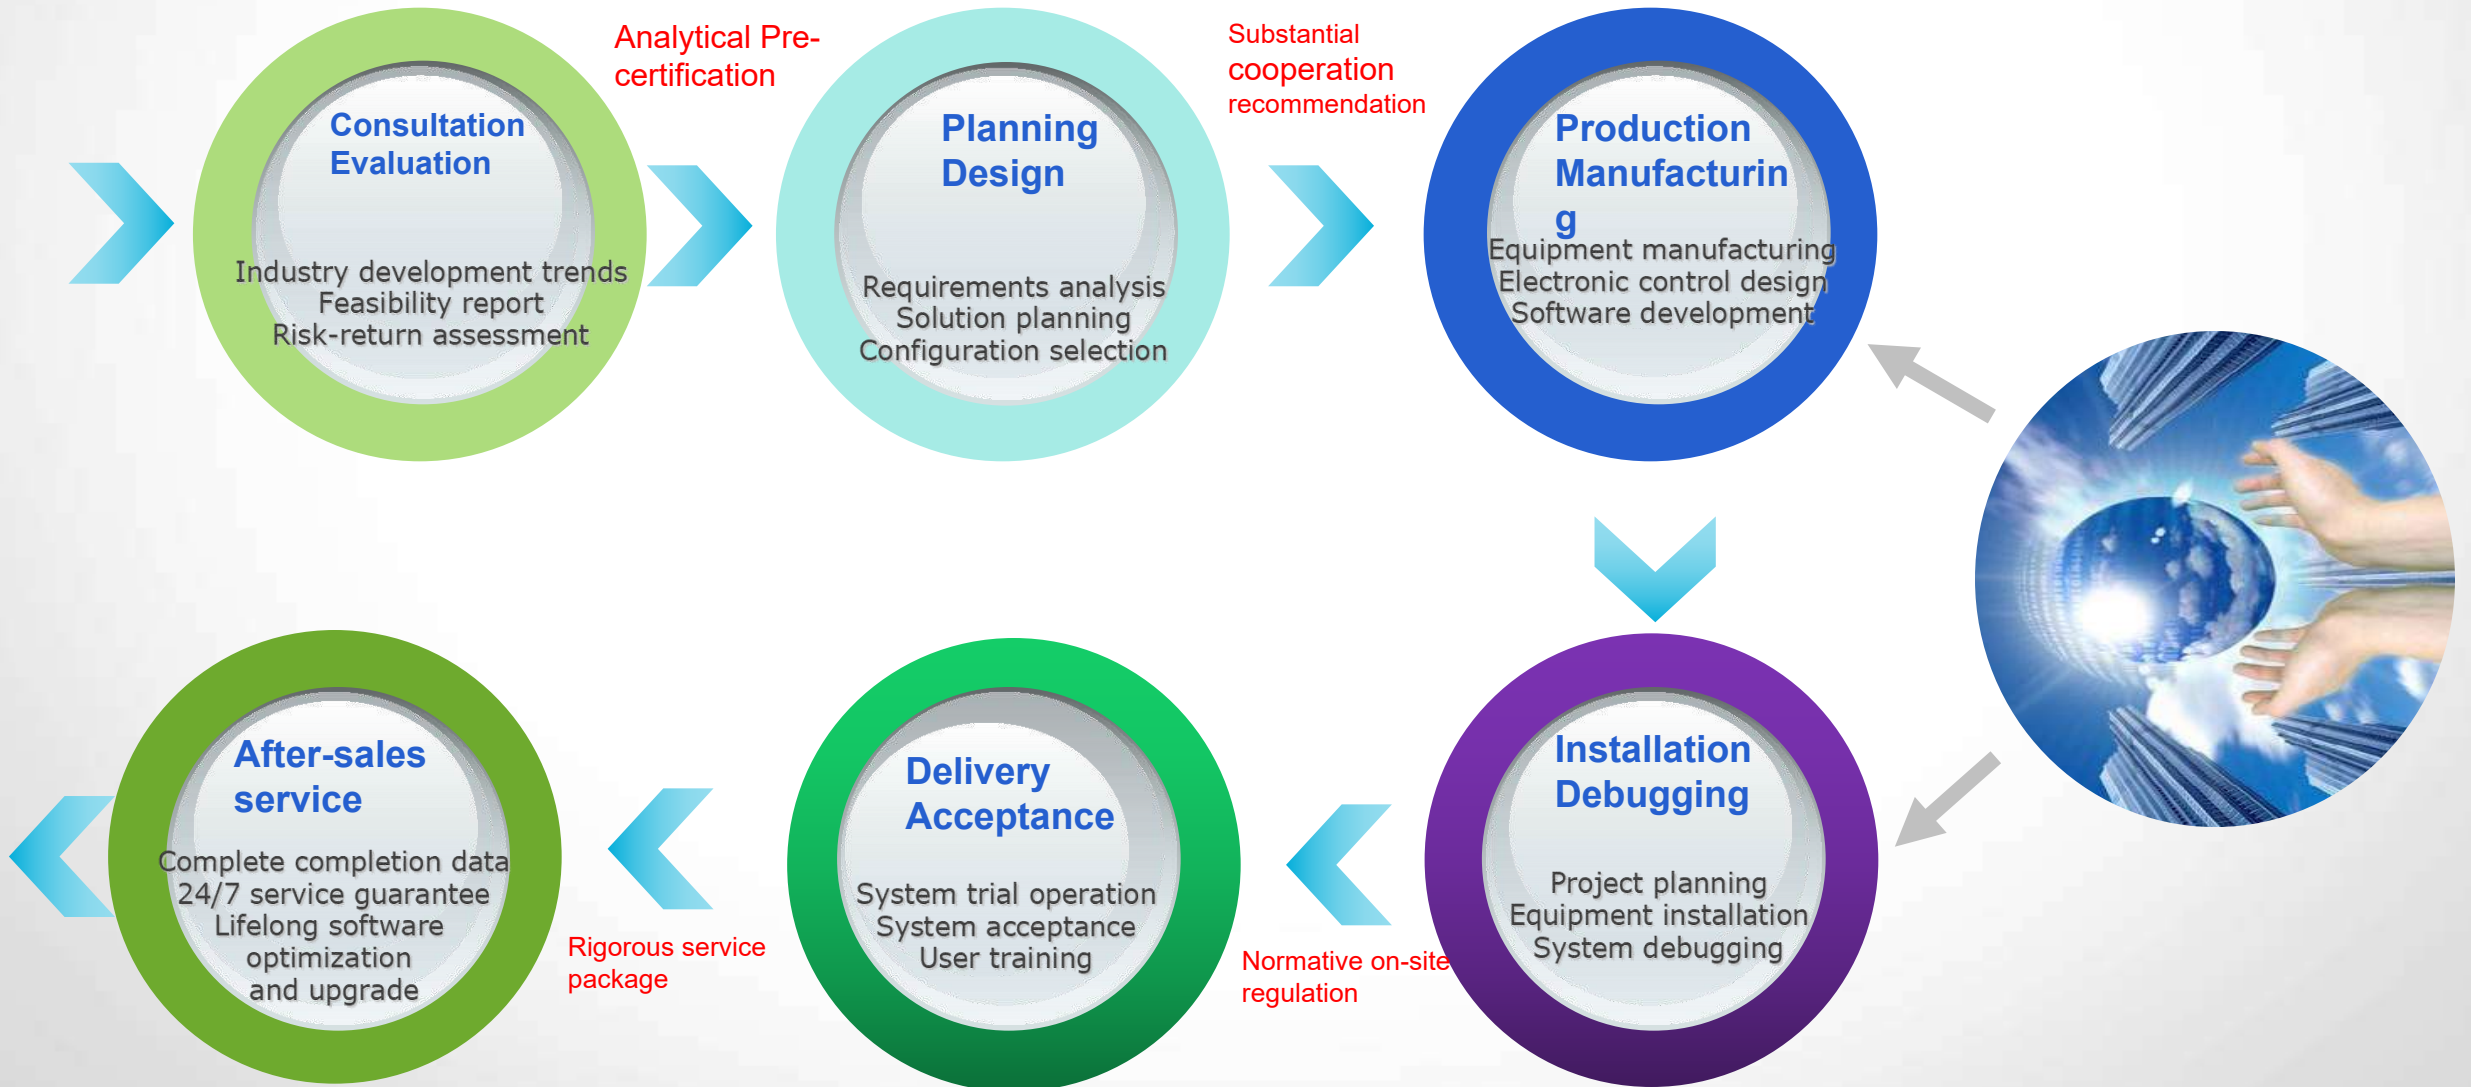 Consultation
Evaluation
Industry development trends
Feasibility report
Risk-return assessment
Analytical Pre-
certification
Planning
Design
Requirements analysis
Solution planning
Configuration selection
Substantial
cooperation
recommendation
Production
Manufacturin
g
Equipment manufacturing
Electronic control design
Software development
Installation
Debugging
Project planning
Equipment installation
System debugging
Normative on-site
regulation
Delivery
Acceptance
System trial operation
System acceptance
User training
Rigorous service
package
After-sales
service
Complete completion data
24/7 service guarantee
Lifelong software
optimization
and upgrade